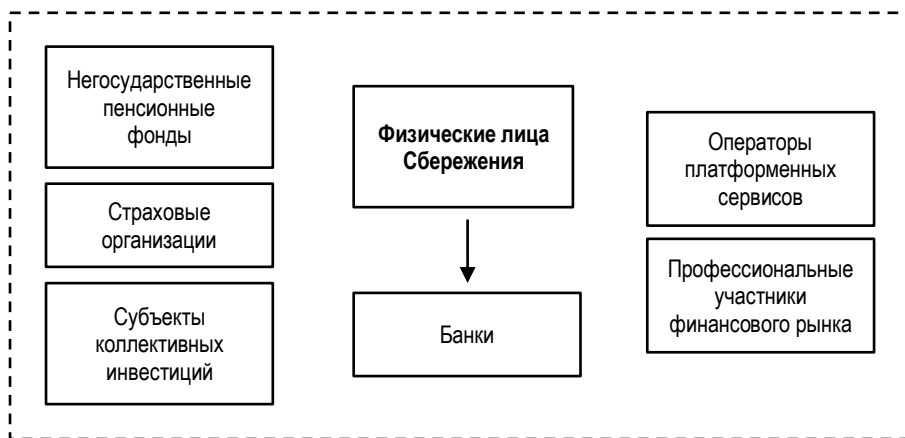 Негосударственные
пенсионные
фонды
Страховые
организации
Субъекты
коллективных
инвестиций
Физические лица
Сбережения
Банки
Операторы
платформенных
сервисов
Профессиональные
участники
финансового рынка